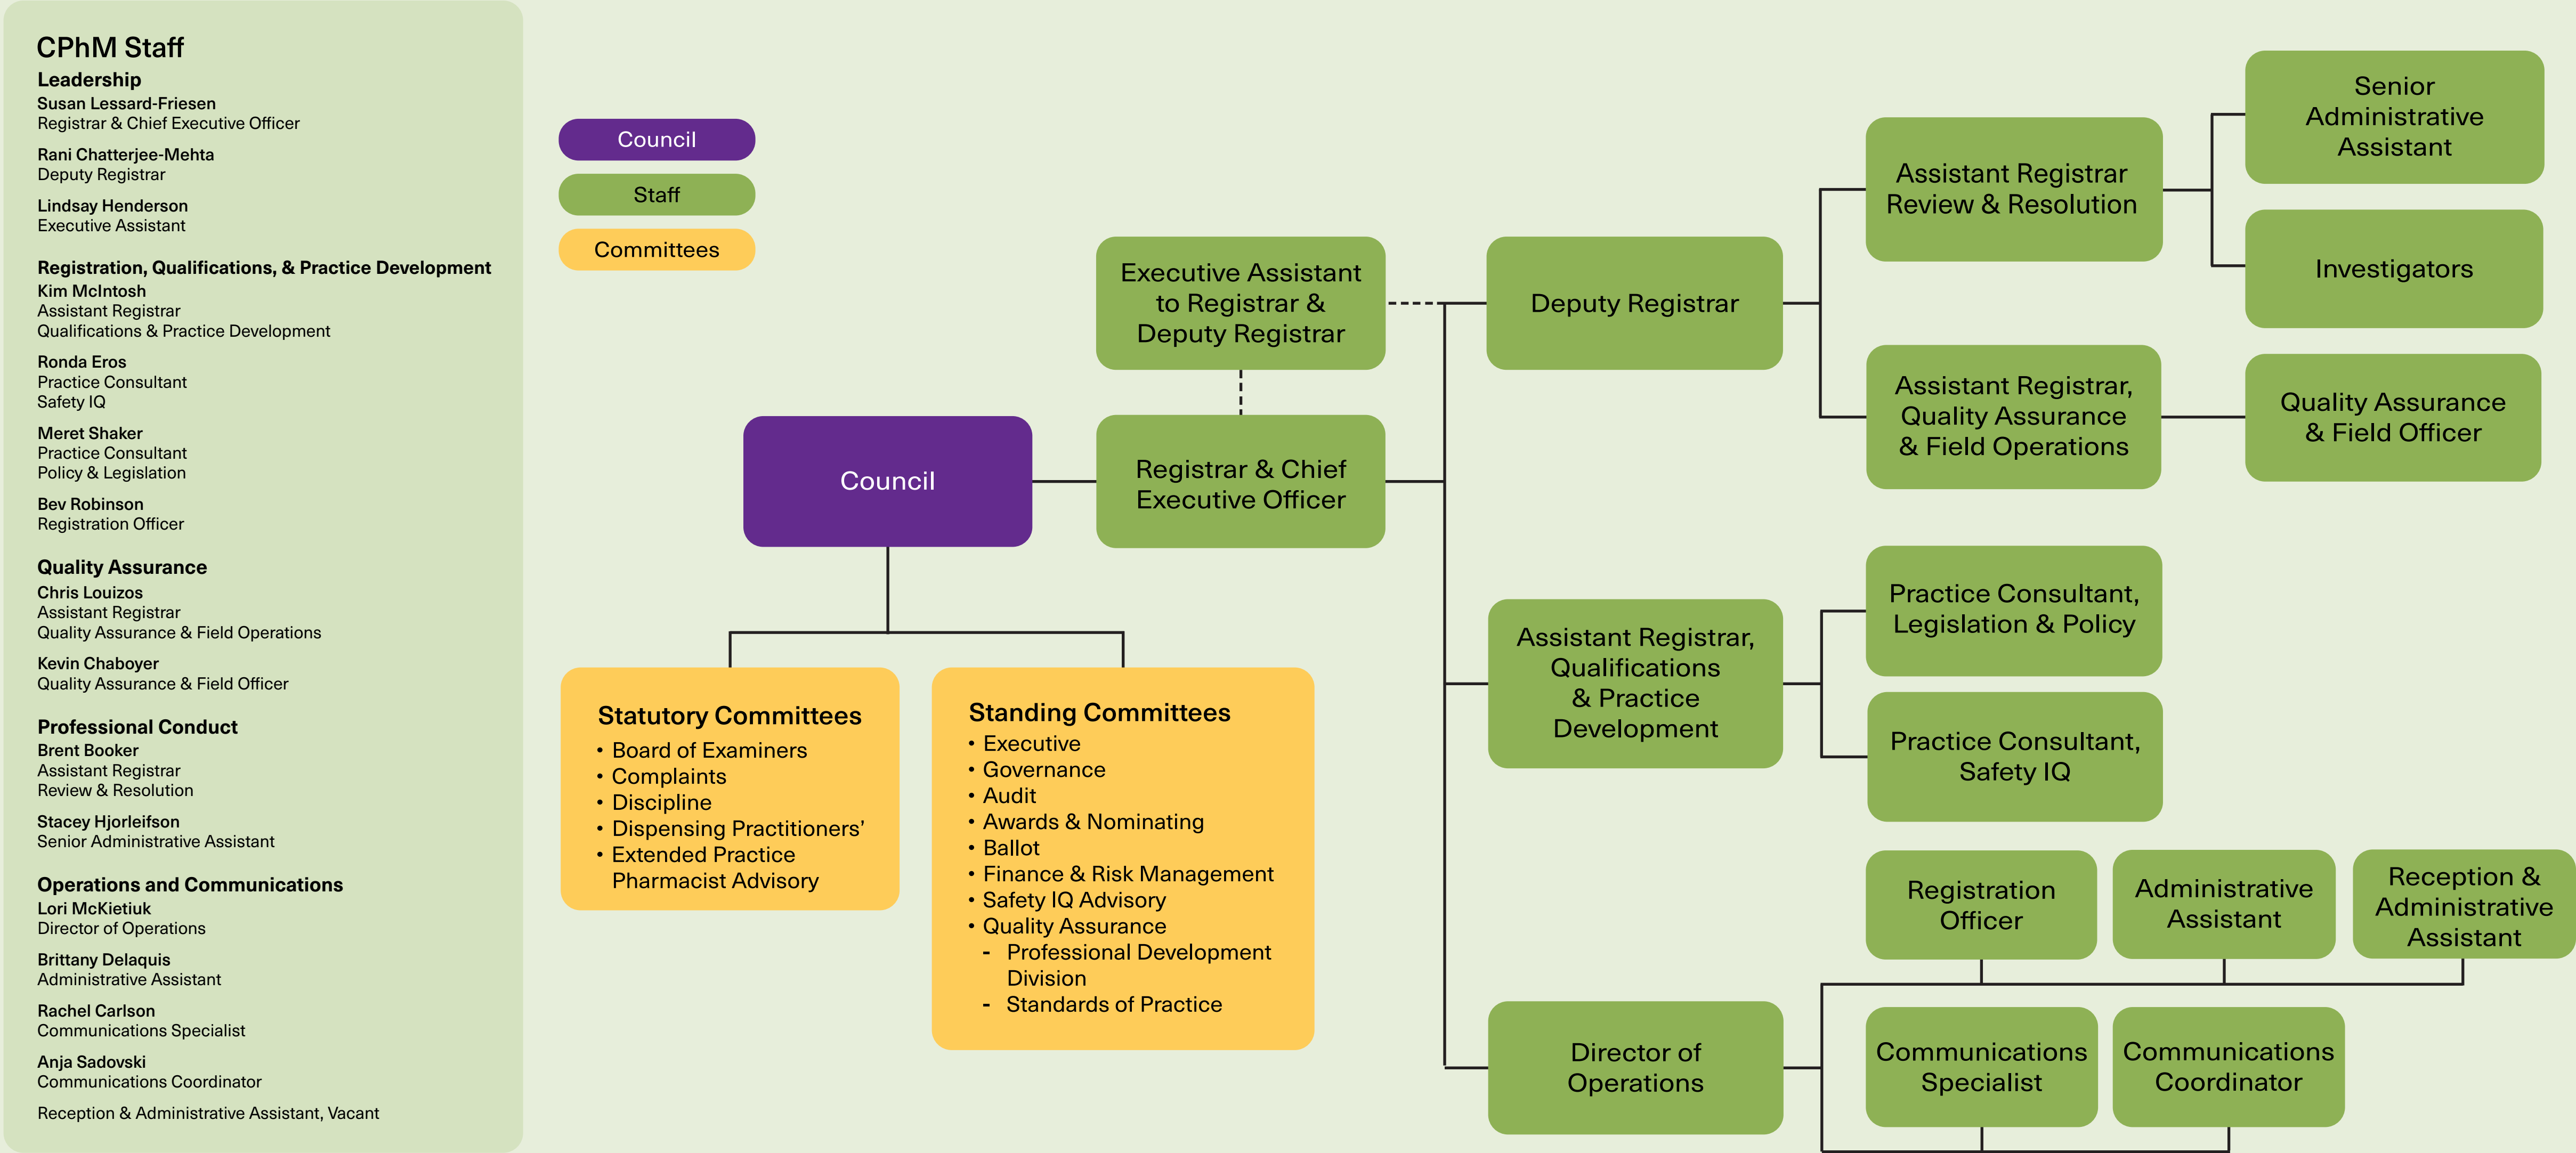 CPhM Staff
Leadership
Susan Lessard-Friesen
Registrar & Chief Executive Officer
Rani Chatterjee-Mehta
Deputy Registrar
Lindsay Henderson
Executive Assistant
Registration, Qualifications, & Practice Development
Kim McIntosh
Assistant Registrar
Qualifications & Practice Development
Ronda Eros
Practice Consultant
Safety IQ
Meret Shaker
Practice Consultant
Policy & Legislation
Bev Robinson
Registration Officer
Quality Assurance
Chris Louizos
Assistant Registrar
Quality Assurance & Field Operations
Kevin Chaboyer
Quality Assurance & Field Officer
Professional Conduct
Brent Booker
Assistant Registrar
Review & Resolution
Stacey Hjorleifson
Senior Administrative Assistant
Operations and Communications
Lori McKietiuk
Director of Operations
Brittany Delaquis
Administrative Assistant
Rachel Carlson
Communications Specialist
Anja Sadovski
Communications Coordinator
Reception & Administrative Assistant, Vacant
Council
Staff
Committees
Council
Executive Assistant
to Registrar &
Deputy Registrar
Registrar & Chief
Executive Officer
Statutory Committees
• Board of Examiners
• Complaints
• Discipline
• Dispensing Practitioners’
• Extended Practice
Pharmacist Advisory
Standing Committees
• Executive
• Governance
• Audit
• Awards & Nominating
• Ballot
• Finance & Risk Management
• Safety IQ Advisory
• Quality Assurance
- Professional Development
Division
- Standards of Practice
Deputy Registrar
Assistant Registrar
Review & Resolution
Senior
Administrative
Assistant
Investigators
Assistant Registrar,
Quality Assurance
& Field Operations
Quality Assurance
& Field Officer
Assistant Registrar,
Qualifications
& Practice
Development
Practice Consultant,
Legislation & Policy
Practice Consultant,
Safety IQ
Director of
Operations
Registration
Officer
Administrative
Assistant
Reception &
Administrative
Assistant
Communications
Specialist
Communications
Coordinator